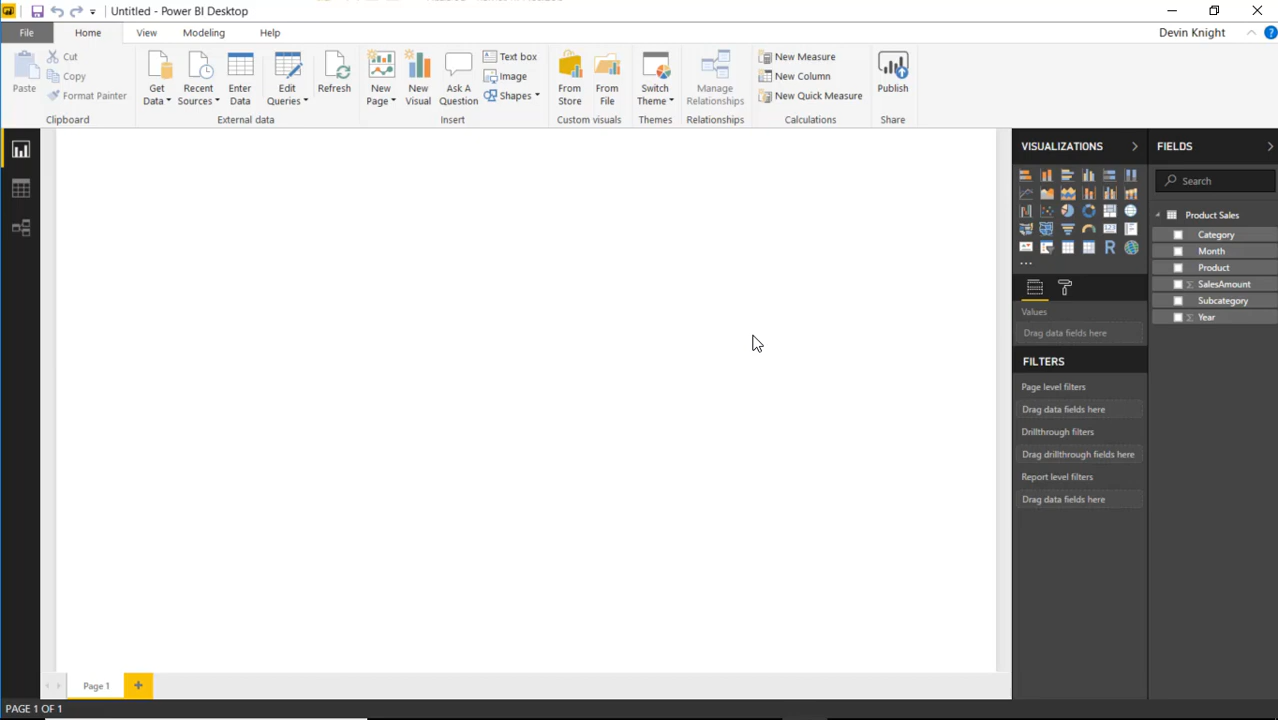 Untitled - Power BI Desktop
File Home View Modeling Help Devin Knight ?
Paste Cut Copy Format Painter
Clipboard
Get Data Recent Sources Enter Data Edit Queries Refresh
External data
New Page New Visual Ask A Question Text box Image Shapes
Insert
From Store From File
Custom visuals
Switch Theme
Themes
Manage Relationships
Relationships
New Measure
New Column
New Quick Measure
Calculations
Publish
Share
VISUALIZATIONS
R
...
Values
Drag data fields here
FILTERS
Page level filters
Drag data fields here
Drillthrough filters
Drag drillthrough fields here
Report level filters
Drag data fields here
FIELDS
Search
Product Sales
Category
Month
Product
Σ SalesAmount
Subcategory
Σ Year
Page 1 +
PAGE 1 OF 1